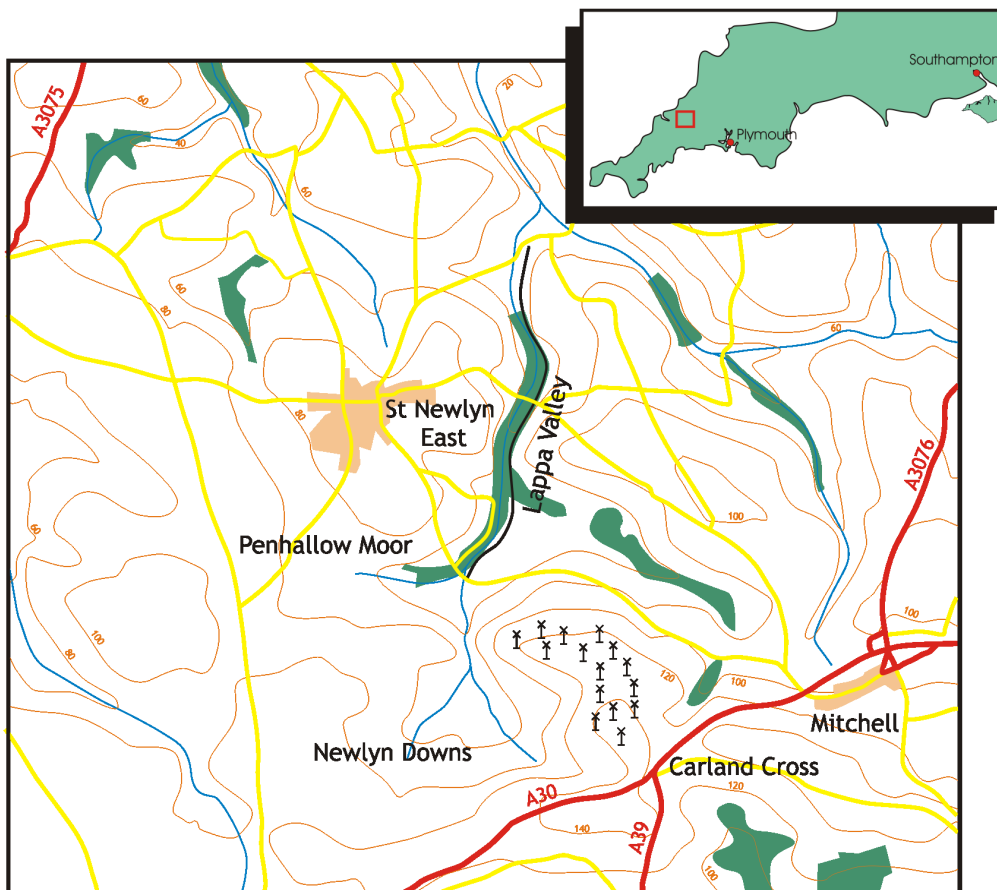 Southampton
Plymouth
A3075
60
20
40
60
60
80
60
St Newlyn
East
80
Lappa Valley
A3076
100
60
Penhallow Moor
100
80
100
120
100
Mitchell
Newlyn Downs
Carland Cross
A30
120
140
A39
100